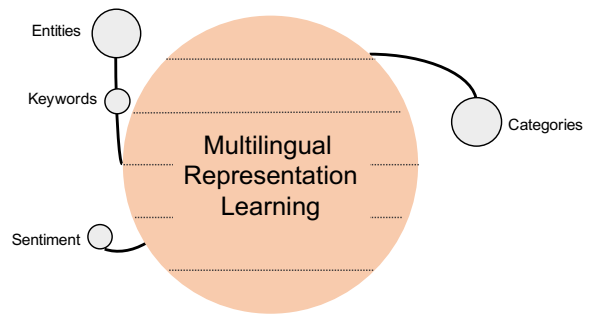 Entities
Keywords
Categories
Multilingual
Representation
Learning
Sentiment